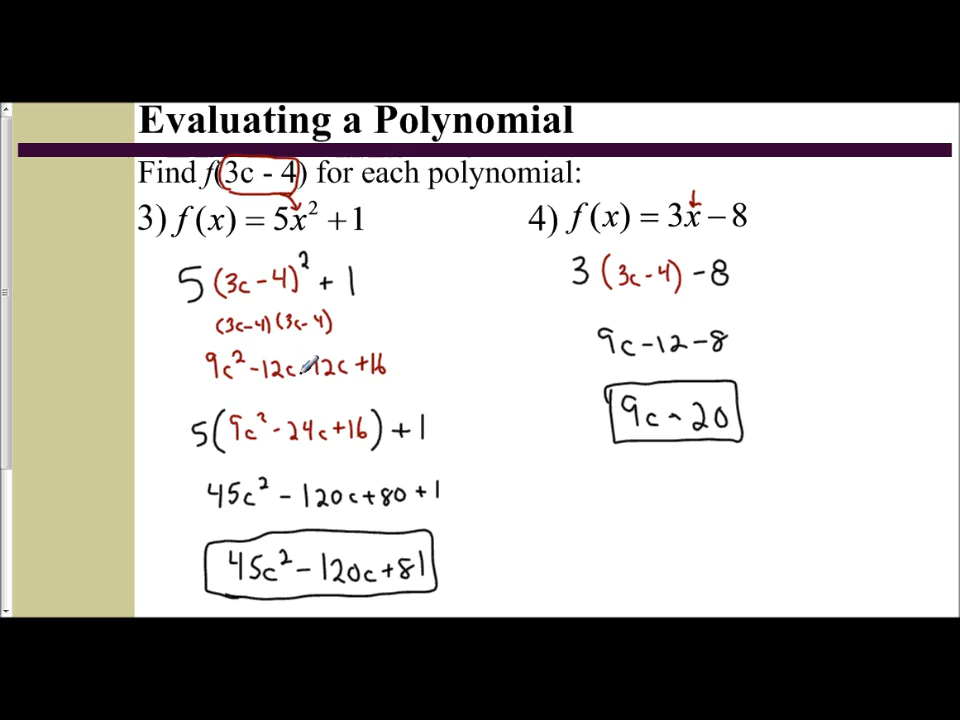 Evaluating a Polynomial
Find f(3c - 4) for each polynomial:
3) f(x) = 5x² + 1
5 (3c - 4)² + 1
(3c - 4)(3c - 4)
9c² - 12c - 12c + 16
5(9c² - 24c + 16) + 1
45c² - 120c + 80 + 1
45c² - 120c + 81
4) f(x) = 3x - 8
3 (3c - 4) - 8
9c - 12 - 8
9c - 20